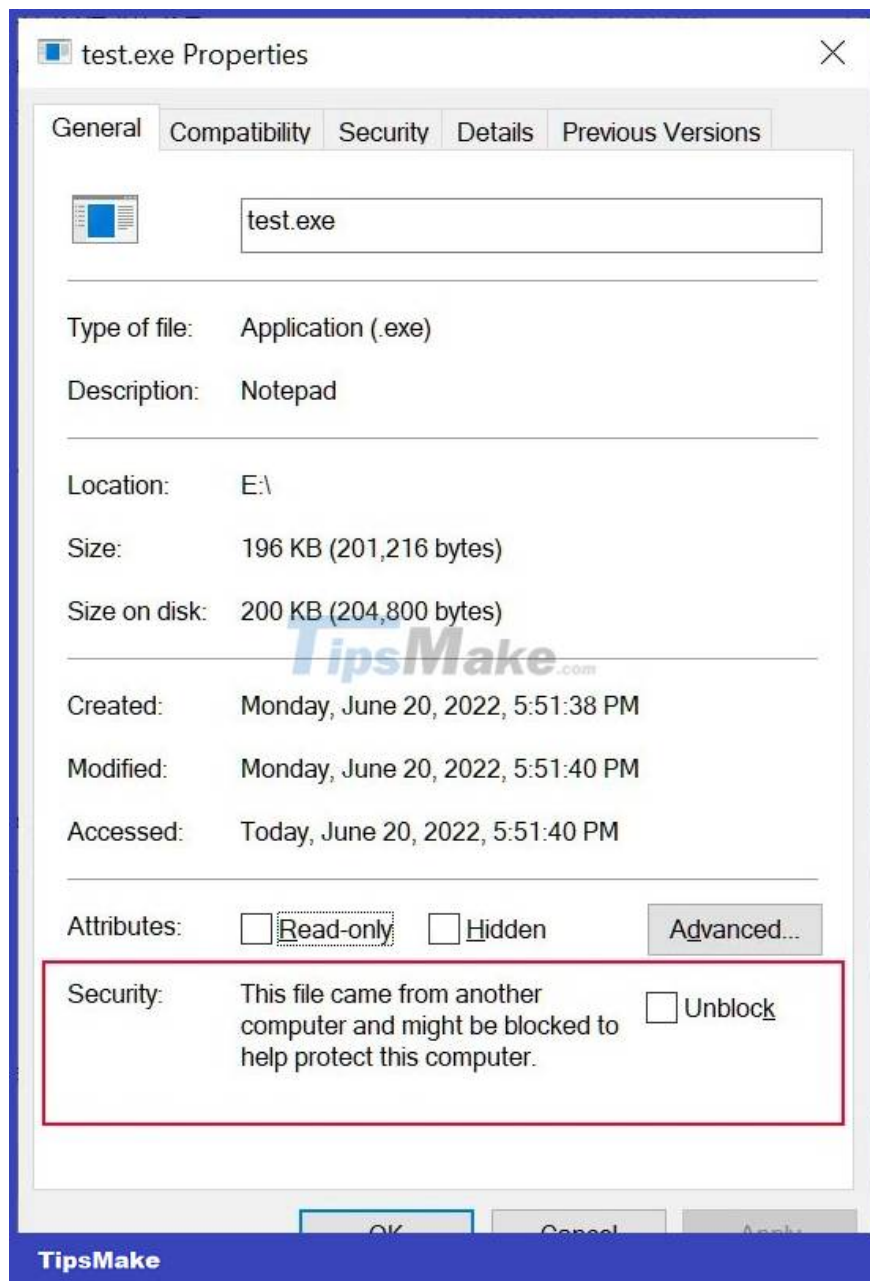 test.exe Properties
General Compatibility Security Details Previous Versions
test.exe
Type of file: Application (.exe)
Description: Notepad
Location: E:\
Size: 196 KB (201,216 bytes)
Size on disk: 200 KB (204,800 bytes)
TipsMake.com
Created: Monday, June 20, 2022, 5:51:38 PM
Modified: Monday, June 20, 2022, 5:51:40 PM
Accessed: Today, June 20, 2022, 5:51:40 PM
Attributes: Read-only Hidden Advanced...
Security: This file came from another
computer and might be blocked to
help protect this computer.
Unblock
OK Cancel Apply
TipsMake